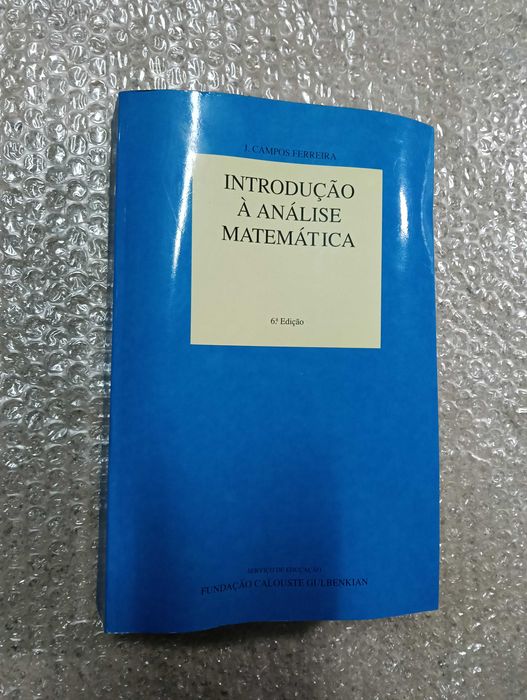 J. CAMPOS FERREIRA
INTRODUÇÃO
À ANÁLISE
MATEMÁTICA
6.ª Edição
SERVIÇO DE EDUCAÇÃO
FUNDAÇÃO CALOUSTE GULBENKIAN